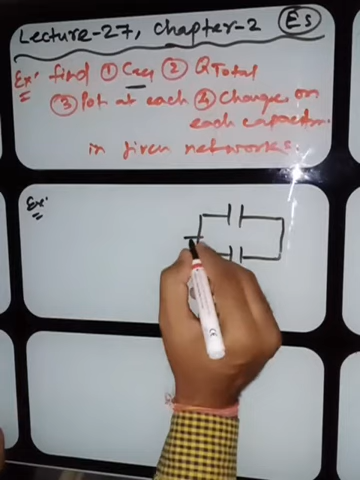 Lecture-27, Chapter-2 (Es)
Ex: find ① Ceq ② QTotal
③ Pot at each ④ Charge on
each capacitor
in given networks.
Ex: